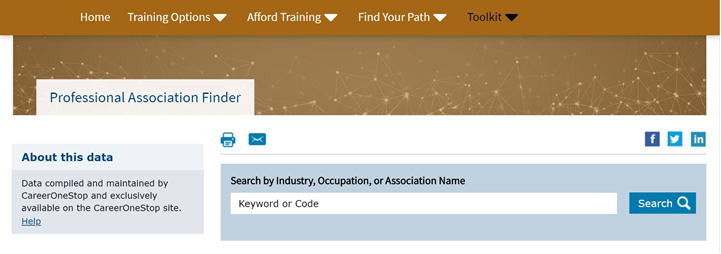 Home Training Options Afford Training Find Your Path Toolkit
Professional Association Finder
About this data
Data compiled and maintained by
CareerOneStop and exclusively
available on the CareerOneStop site.
Help
f in
Search by Industry, Occupation, or Association Name
Keyword or Code Search